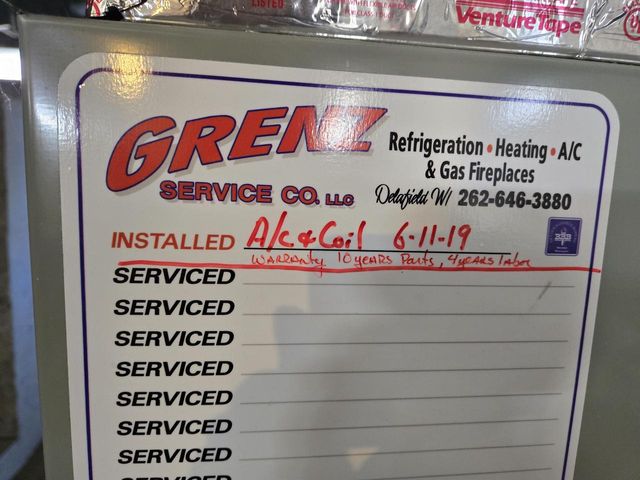 LISTED
VentureTape
GRENZ
SERVICE CO. LLC
Refrigeration • Heating • A/C
& Gas Fireplaces
Delafield WI 262-646-3880
INSTALLED A/C & Coil 6-11-19
WARRANTY 10 YEARS Parts, 4 YEARS labor
SERVICED
SERVICED
SERVICED
SERVICED
SERVICED
SERVICED
SERVICED
SERVICED